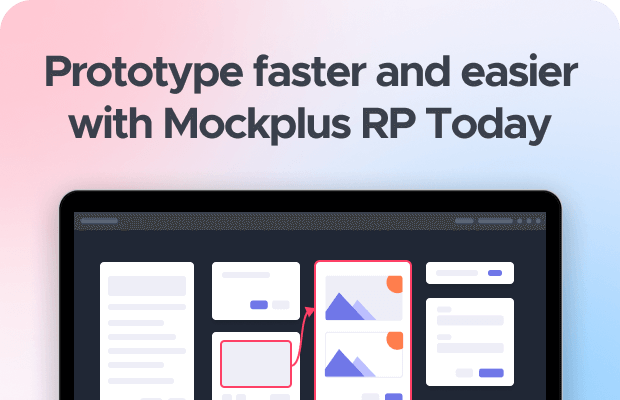 Prototype faster and easier
with Mockplus RP Today